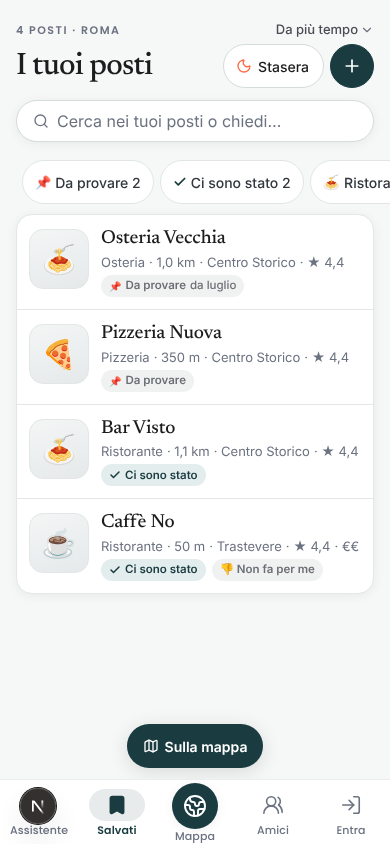 4 POSTI · ROMA
Da più tempo
I tuoi posti
Stasera
Cerca nei tuoi posti o chiedi...
📌 Da provare 2
✓ Ci sono stato 2
🍝 Ristora
Osteria Vecchia
Osteria · 1,0 km · Centro Storico · ★ 4,4
📌 Da provare da luglio
Pizzeria Nuova
Pizzeria · 350 m · Centro Storico · ★ 4,4
📌 Da provare
Bar Visto
Ristorante · 1,1 km · Centro Storico · ★ 4,4
✓ Ci sono stato
Caffè No
Ristorante · 50 m · Trastevere · ★ 4,4 · €€
✓ Ci sono stato
👎 Non fa per me
Sulla mappa
N
Assistente
Salvati
Mappa
Amici
Entra